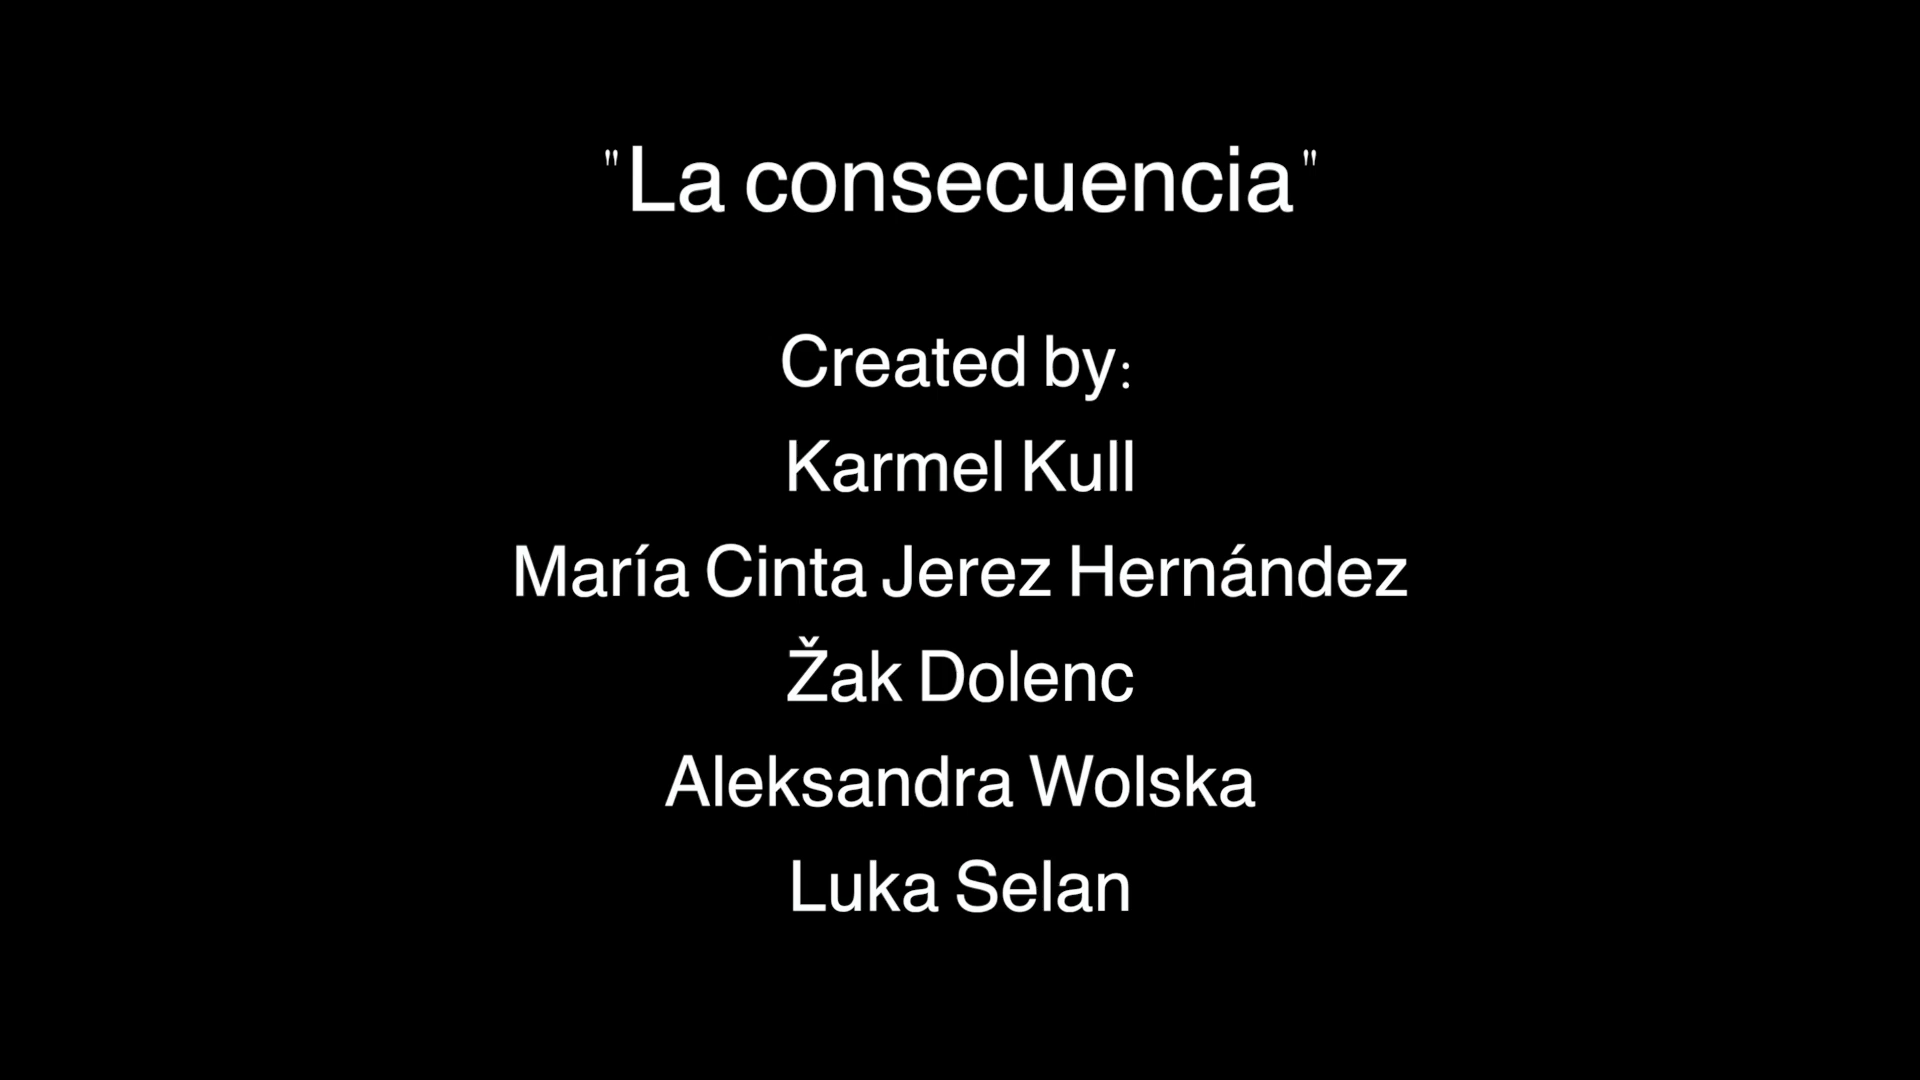 "La consecuencia"
Created by:
Karmel Kull
María Cinta Jerez Hernández
Žak Dolenc
Aleksandra Wolska
Luka Selan